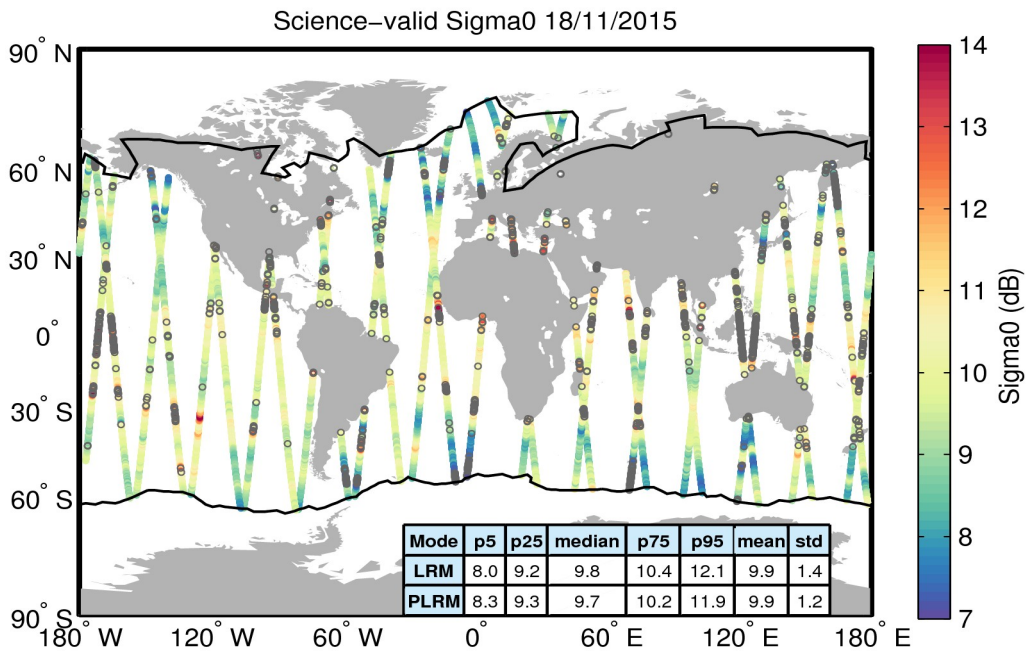 Science−valid Sigma0 18/11/2015
90° N
60° N
30° N
0°
30° S
60° S
90° S
180° W
120° W
60° W
0°
60° E
120° E
180° E
Mode p5 p25 median p75 p95 mean std
LRM 8.0 9.2 9.8 10.4 12.1 9.9 1.4
PLRM 8.3 9.3 9.7 10.2 11.9 9.9 1.2
14
13
12
11
10
9
8
7
Sigma0 (dB)